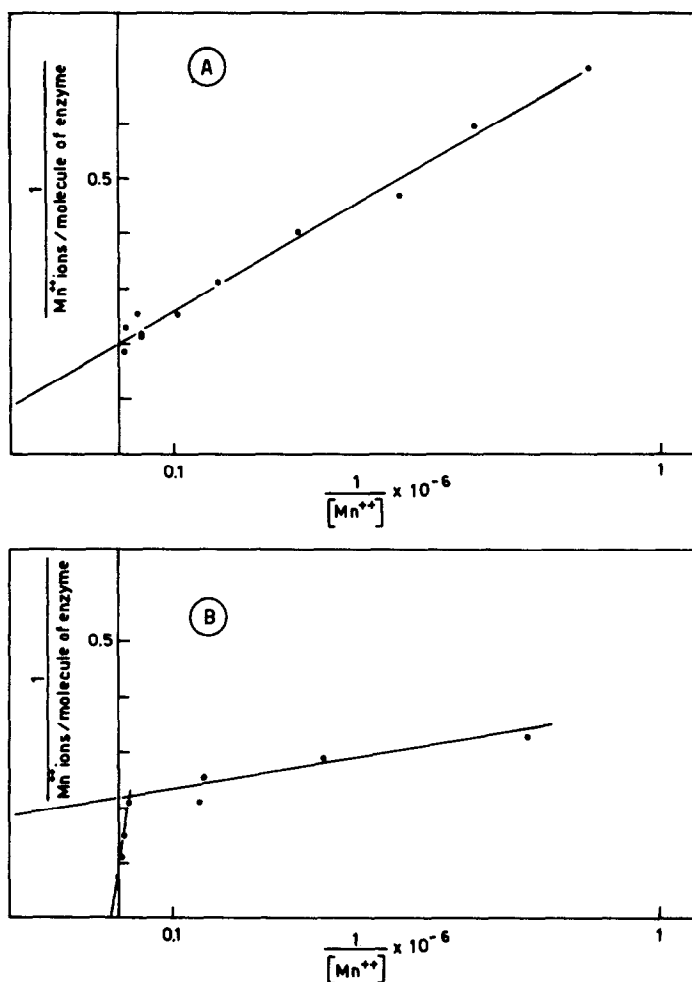 A
1
Mn++ ions / molecule of enzyme
0.5
0.1
1
1
[Mn++]
x 10-6
B
1
Mn++ ions / molecule of enzyme
0.5
0.1
1
1
[Mn++]
x 10-6